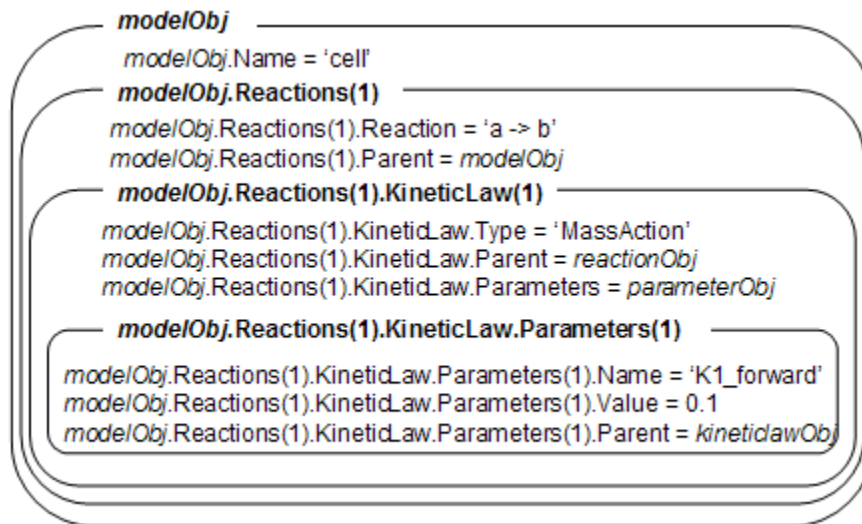 modelObj
modelObj.Name = ‘cell’
modelObj.Reactions(1)
modelObj.Reactions(1).Reaction = ‘a -> b’
modelObj.Reactions(1).Parent = modelObj
modelObj.Reactions(1).KineticLaw(1)
modelObj.Reactions(1).KineticLaw.Type = ‘MassAction’
modelObj.Reactions(1).KineticLaw.Parent = reactionObj
modelObj.Reactions(1).KineticLaw.Parameters = parameterObj
modelObj.Reactions(1).KineticLaw.Parameters(1)
modelObj.Reactions(1).KineticLaw.Parameters(1).Name = ‘K1_forward’
modelObj.Reactions(1).KineticLaw.Parameters(1).Value = 0.1
modelObj.Reactions(1).KineticLaw.Parameters(1).Parent = kineticlawObj